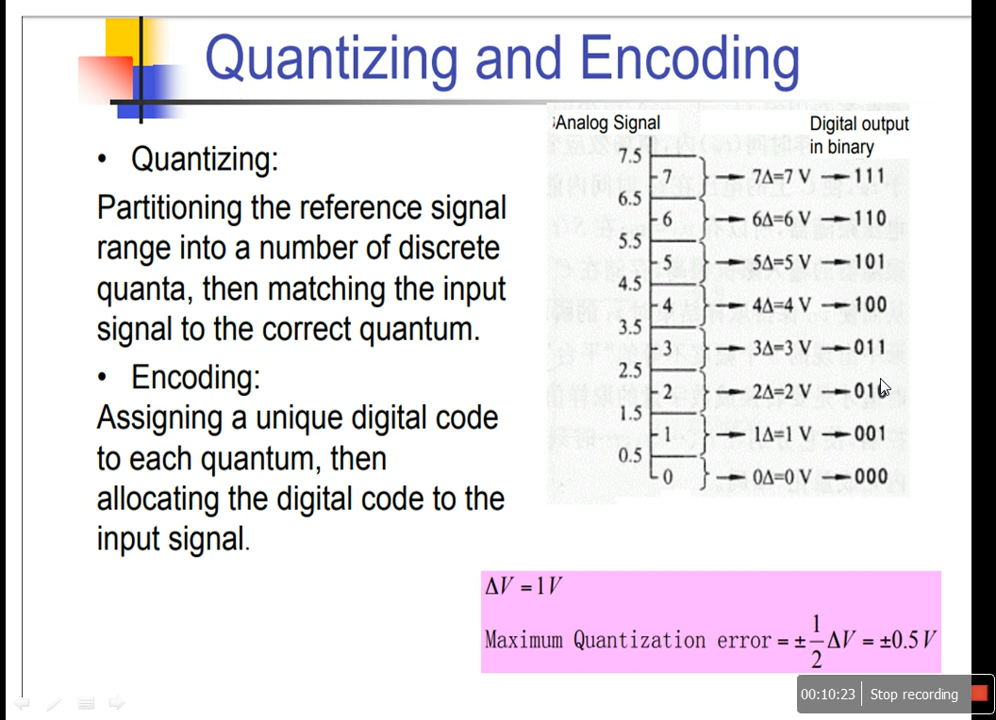 Quantizing and Encoding
• Quantizing:
Partitioning the reference signal
range into a number of discrete
quanta, then matching the input
signal to the correct quantum.
• Encoding:
Assigning a unique digital code
to each quantum, then
allocating the digital code to the
input signal.
Analog Signal
Digital output
in binary
7.5
7 7Δ=7 V 111
6.5
6 6Δ=6 V 110
5.5
5 5Δ=5 V 101
4.5
4 4Δ=4 V 100
3.5
3 3Δ=3 V 011
2.5
2 2Δ=2 V 010
1.5
1 1Δ=1 V 001
0.5
0 0Δ=0 V 000
ΔV = 1V
Maximum Quantization error = ± 1/2 ΔV = ±0.5V
00:10:23 Stop recording